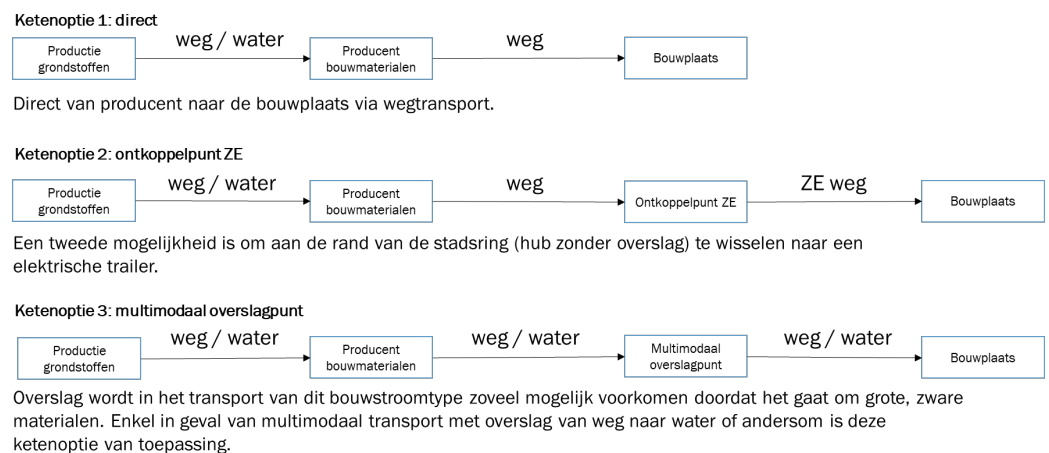 Ketenoptie 1: direct
weg / water
weg
Productie
grondstoffen
Producent
bouwmaterialen
Bouwplaats
Direct van producent naar de bouwplaats via wegtransport.
Ketenoptie 2: ontkoppelpunt ZE
weg / water
weg
ZE weg
Productie
grondstoffen
Producent
bouwmaterialen
Ontkoppelpunt ZE
Bouwplaats
Een tweede mogelijkheid is om aan de rand van de stadsring (hub zonder overslag) te wisselen naar een
elektrische trailer.
Ketenoptie 3: multimodaal overslagpunt
weg / water
weg / water
weg / water
Productie
grondstoffen
Producent
bouwmaterialen
Multimodaal
overslagpunt
Bouwplaats
Overslag wordt in het transport van dit bouwstroomtype zoveel mogelijk voorkomen doordat het gaat om grote, zware
materialen. Enkel in geval van multimodaal transport met overslag van weg naar water of andersom is deze
ketenoptie van toepassing.